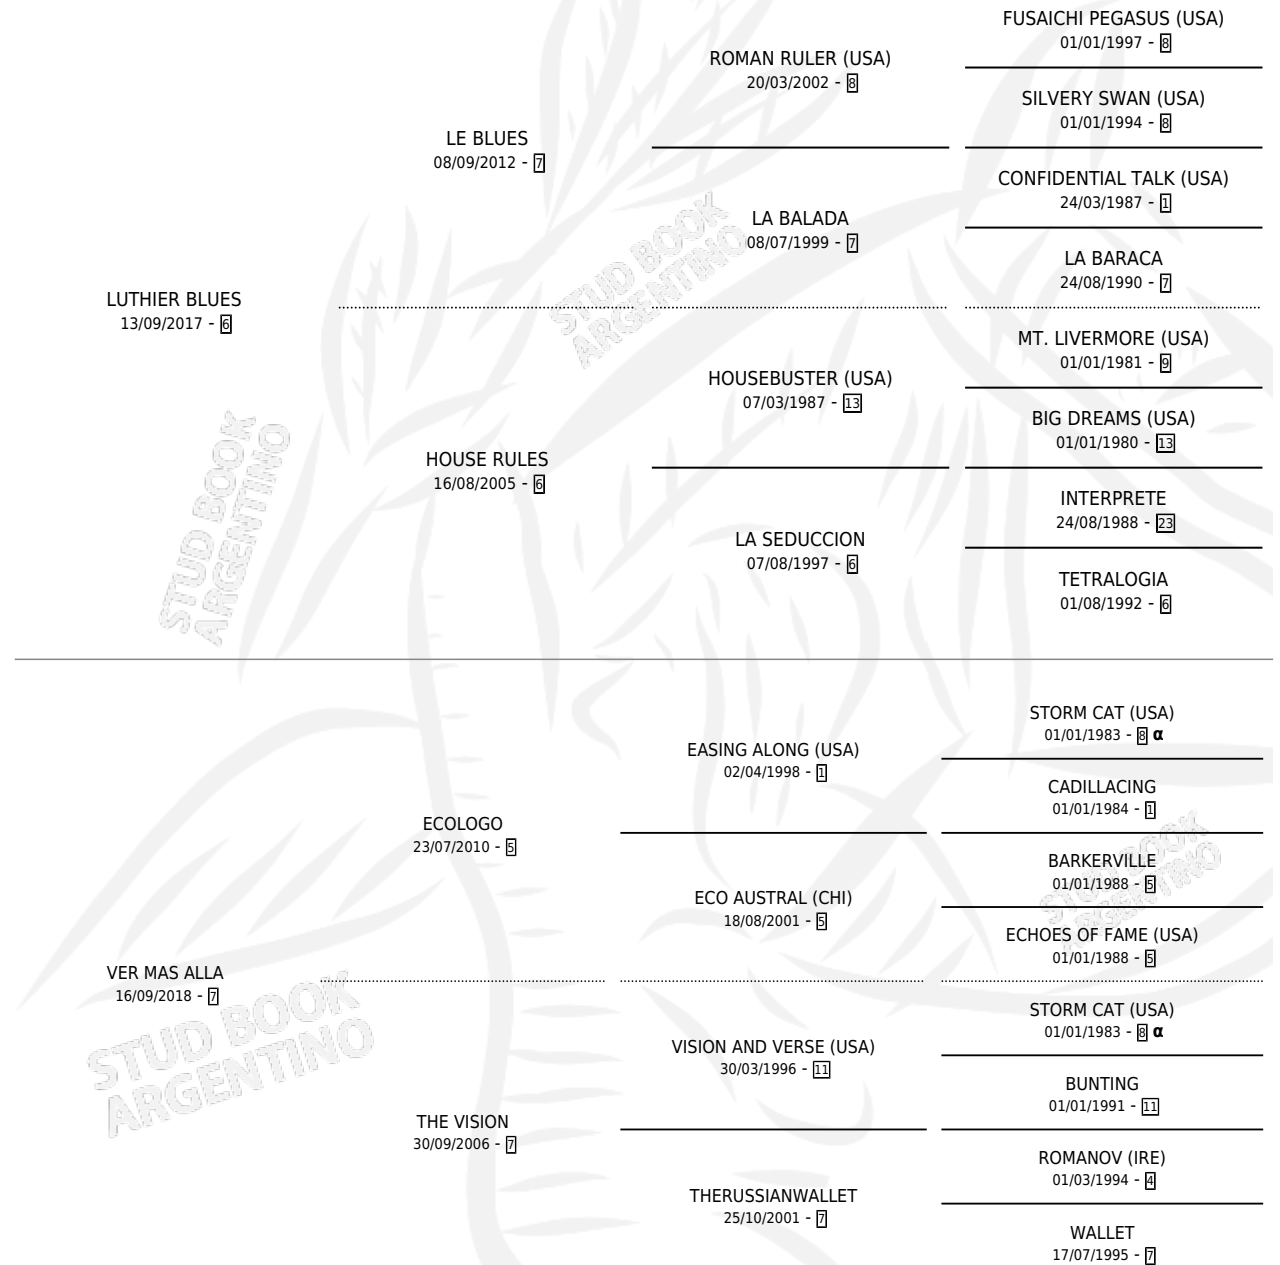 FUSAICHI PEGASUS (USA)
01/01/1997 - 8
ROMAN RULER (USA)
20/03/2002 - 8
SILVERY SWAN (USA)
01/01/1994 - 8
LE BLUES
08/09/2012 - 7
CONFIDENTIAL TALK (USA)
24/03/1987 - 1
LA BALADA
08/07/1999 - 7
LA BARACA
24/08/1990 - 7
LUTHIER BLUES
13/09/2017 - 6
MT. LIVERMORE (USA)
01/01/1981 - 9
HOUSEBUSTER (USA)
07/03/1987 - 13
BIG DREAMS (USA)
01/01/1980 - 13
HOUSE RULES
16/08/2005 - 6
INTERPRETE
24/08/1988 - 23
LA SEDUCCION
07/08/1997 - 6
TETRALOGIA
01/08/1992 - 6
STORM CAT (USA)
01/01/1983 - 8 α
EASING ALONG (USA)
02/04/1998 - 1
CADILLACING
01/01/1984 - 1
ECOLOGO
23/07/2010 - 5
BARKERVILLE
01/01/1988 - 5
ECO AUSTRAL (CHI)
18/08/2001 - 5
ECHOES OF FAME (USA)
01/01/1988 - 5
VER MAS ALLA
16/09/2018 - 7
STORM CAT (USA)
01/01/1983 - 8 α
VISION AND VERSE (USA)
30/03/1996 - 11
BUNTING
01/01/1991 - 11
THE VISION
30/09/2006 - 7
ROMANOV (IRE)
01/03/1994 - 4
THERUSSIANWALLET
25/10/2001 - 7
WALLET
17/07/1995 - 7
STUD BOOK
ARGENTINO
STUD BOOK
ARGENTINO
STUD BOOK
ARGENTINO
STUD BOOK
ARGENTINO